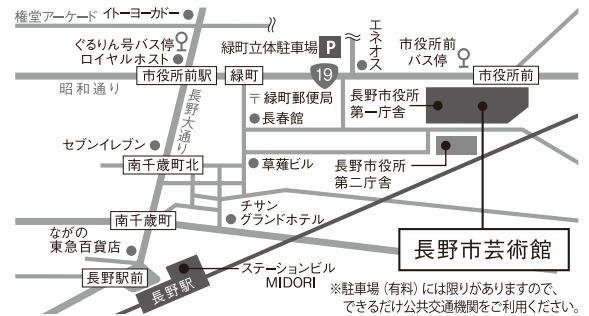 権堂アーケード
イトーヨーカドー
ぐるりん号バス停
ロイヤルホスト
緑町立体駐車場 P
エネオス
市役所前
バス停
昭和通り
市役所前駅
緑町
19
市役所前
長野大通り
〒緑町郵便局
長春館
長野市役所
第一庁舎
セブンイレブン
南千歳町北
草薙ビル
長野市役所
第二庁舎
南千歳町
チサン
グランドホテル
ながの
東急百貨店
長野市芸術館
長野駅前
長野駅
ステーションビル
MIDORI
※駐車場（有料）には限りがありますので、
できるだけ公共交通機関をご利用ください。